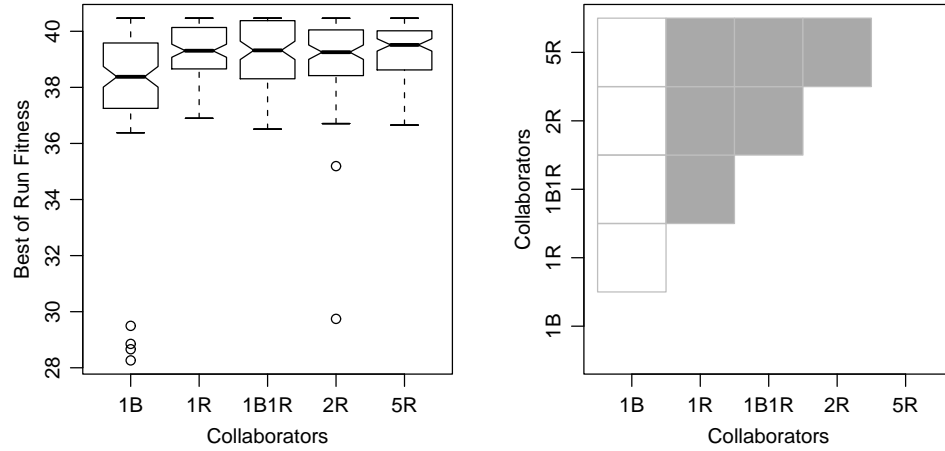 Best of Run Fitness
40
38
36
34
32
30
28
1B 1R 1B1R 2R 5R
Collaborators
Collaborators
5R
2R
1B1R
1R
1B
1B 1R 1B1R 2R 5R
Collaborators